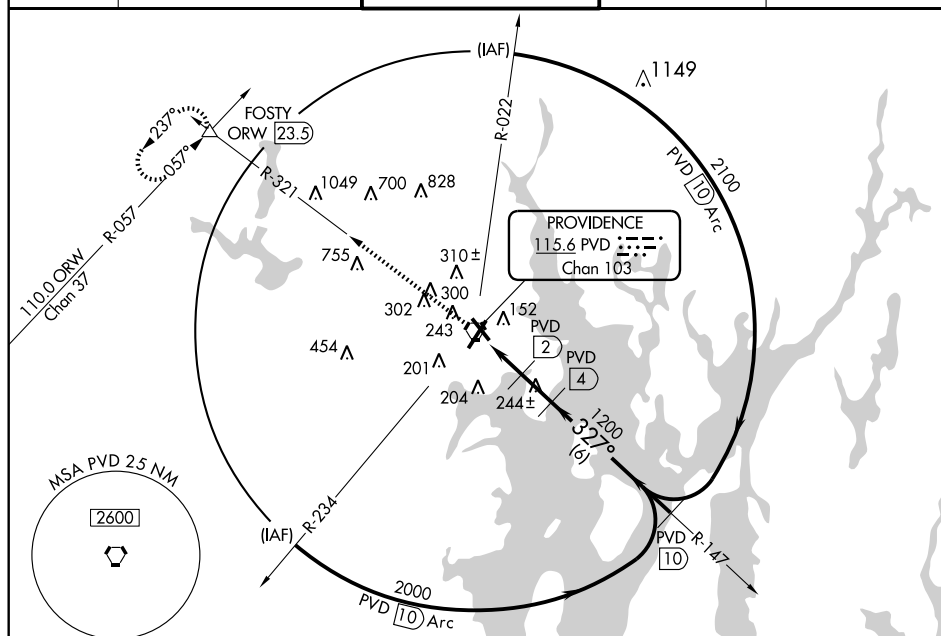 (IAF)
1149
FOSTY
ORW 23.5
237°
057°
R-022
2100
PVD 10 Arc
R-321
1049
700
828
R-057
PROVIDENCE
115.6 PVD
Chan 103
755
310±
110.0 ORW
Chan 37
300
302
243
152
PVD
2
454
201
PVD
4
204
244±
1200
327°
(6)
MSA PVD 25 NM
2600
R-234
(IAF)
PVD
10
R-147
2000
PVD 10 Arc